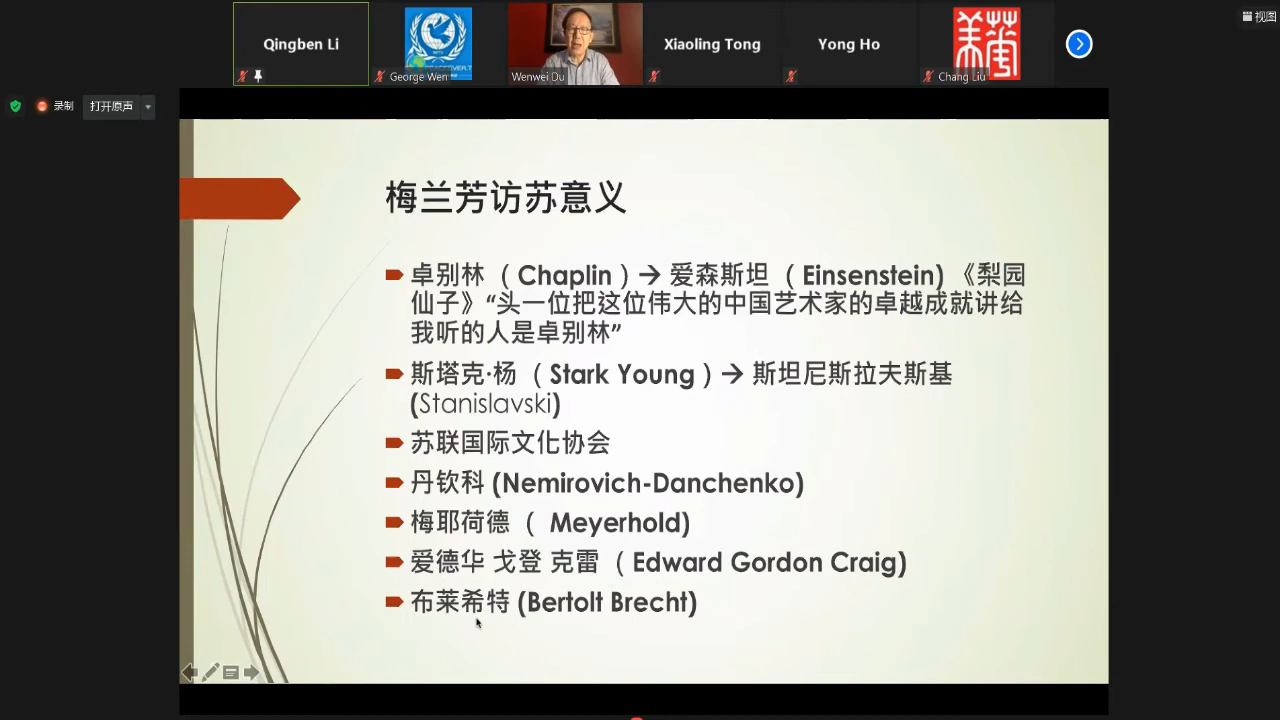 Qingben Li
George Wen
Wenwei Du
Xiaoling Tong
Yong Ho
Chang Liu
视图
录制
打开原声
梅兰芳访苏意义
卓别林 ( Chaplin ) → 爱森斯坦 ( Einsenstein) 《梨园
仙子》“头一位把这位伟大的中国艺术家的卓越成就讲给
我听的人是卓别林”
斯塔克·杨 ( Stark Young ) → 斯坦尼斯拉夫斯基
(Stanislavski)
苏联国际文化协会
丹钦科 (Nemirovich-Danchenko)
梅耶荷德 ( Meyerhold)
爱德华 戈登 克雷 ( Edward Gordon Craig)
布莱希特 (Bertolt Brecht)